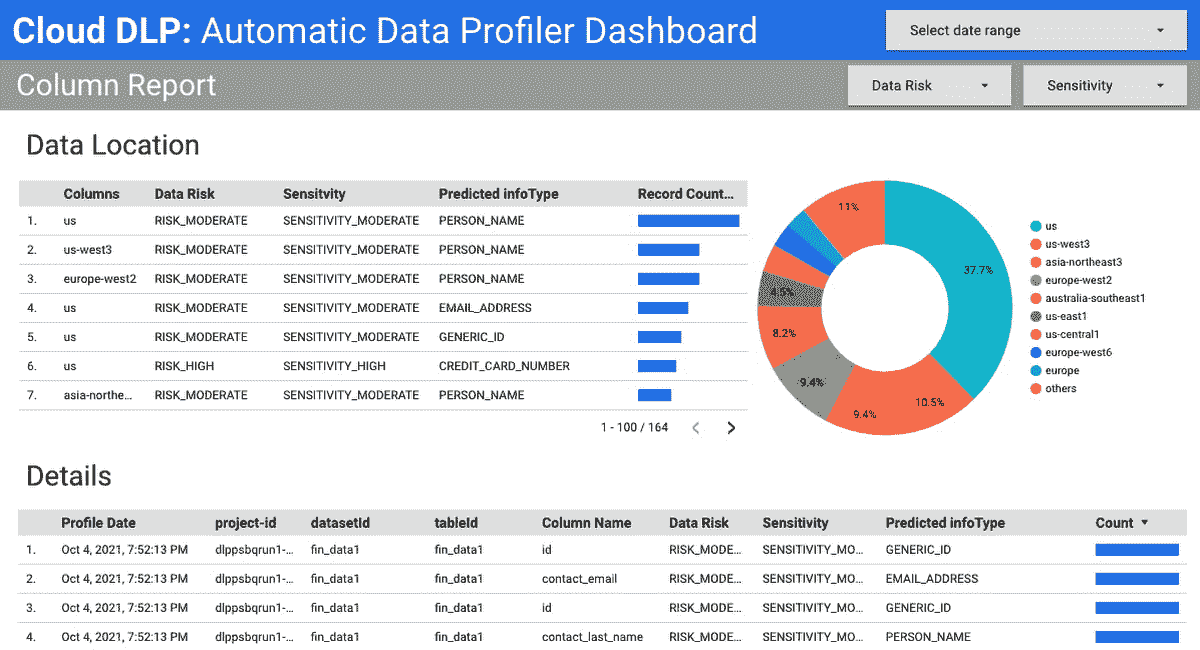 Cloud DLP: Automatic Data Profiler Dashboard
Select date range
Column Report
Data Risk
Sensitivity
Data Location
Columns Data Risk Sensitvity Predicted infoType Record Count...
1. us RISK_MODERATE SENSITIVITY_MODERATE PERSON_NAME
2. us-west3 RISK_MODERATE SENSITIVITY_MODERATE PERSON_NAME
3. europe-west2 RISK_MODERATE SENSITIVITY_MODERATE PERSON_NAME
4. us RISK_MODERATE SENSITIVITY_MODERATE EMAIL_ADDRESS
5. us RISK_MODERATE SENSITIVITY_MODERATE GENERIC_ID
6. us RISK_HIGH SENSITIVITY_HIGH CREDIT_CARD_NUMBER
7. asia-northe... RISK_MODERATE SENSITIVITY_MODERATE PERSON_NAME
1 - 100 / 164
11%
37.7%
4.5%
8.2%
9.4%
9.4%
10.5%
us
us-west3
asia-northeast3
europe-west2
australia-southeast1
us-east1
us-central1
europe-west6
europe
others
Details
Profile Date project-id datasetId tableId Column Name Data Risk Sensitivity Predicted infoType Count
1. Oct 4, 2021, 7:52:13 PM dlppsbqrun1-... fin_data1 fin_data1 id RISK_MODE... SENSITIVITY_MO... GENERIC_ID
2. Oct 4, 2021, 7:52:13 PM dlppsbqrun1-... fin_data1 fin_data1 contact_email RISK_MODE... SENSITIVITY_MO... EMAIL_ADDRESS
3. Oct 4, 2021, 7:52:13 PM dlppsbqrun1-... fin_data1 fin_data1 id RISK_MODE... SENSITIVITY_MO... GENERIC_ID
4. Oct 4, 2021, 7:52:13 PM dlppsbqrun1-... fin_data1 fin_data1 contact_last_name RISK_MODE... SENSITIVITY_MO... PERSON_NAME